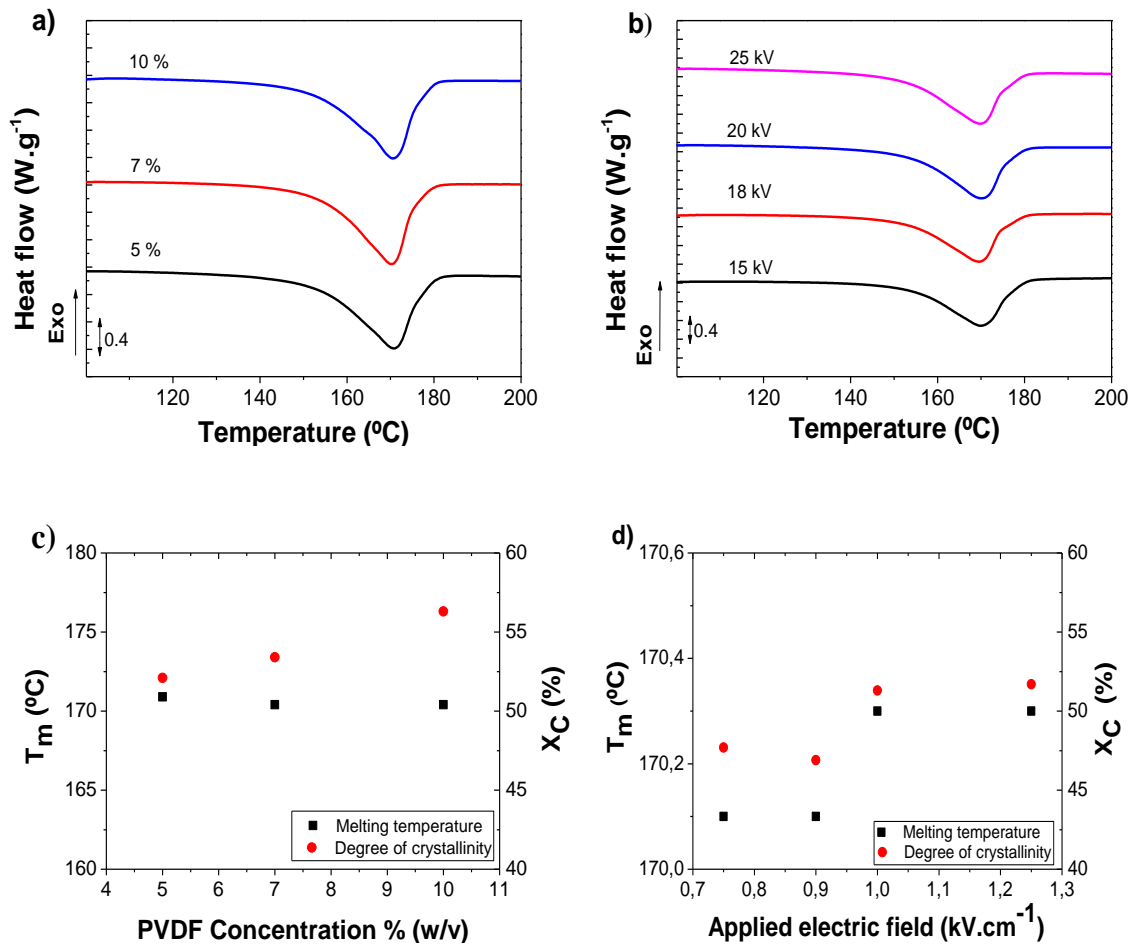 a)
10 %
7 %
5 %
Exo
0.4
Heat flow (W.g-1)
120 140 160 180 200
Temperature (ºC)
b)
25 kV
20 kV
18 kV
15 kV
Exo
0.4
Heat flow (W.g-1)
120 140 160 180 200
Temperature (ºC)
c)
180
175
170
165
160
Tm (ºC)
60
55
50
45
40
XC (%)
Melting temperature
Degree of crystallinity
4 5 6 7 8 9 10 11
PVDF Concentration % (w/v)
d)
170,6
170,4
170,2
170,0
Tm (ºC)
60
55
50
45
40
XC (%)
Melting temperature
Degree of crystallinity
0,7 0,8 0,9 1,0 1,1 1,2 1,3
Applied electric field (kV.cm-1)